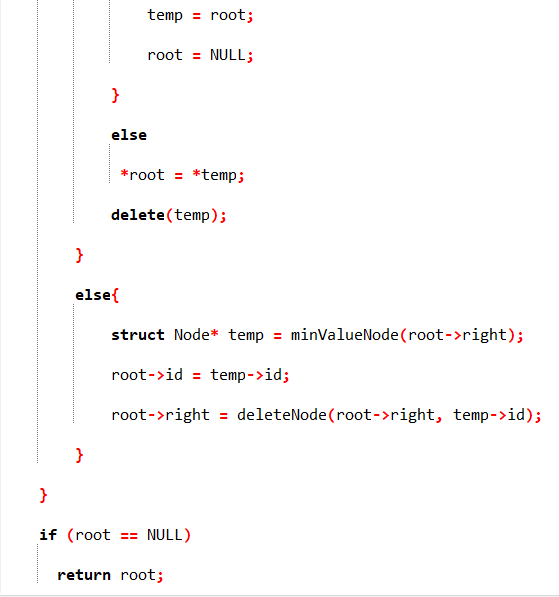 temp = root;
root = NULL;
}
else
*root = *temp;
delete(temp);
}
else{
struct Node* temp = minValueNode(root->right);
root->id = temp->id;
root->right = deleteNode(root->right, temp->id);
}
}
if (root == NULL)
return root;